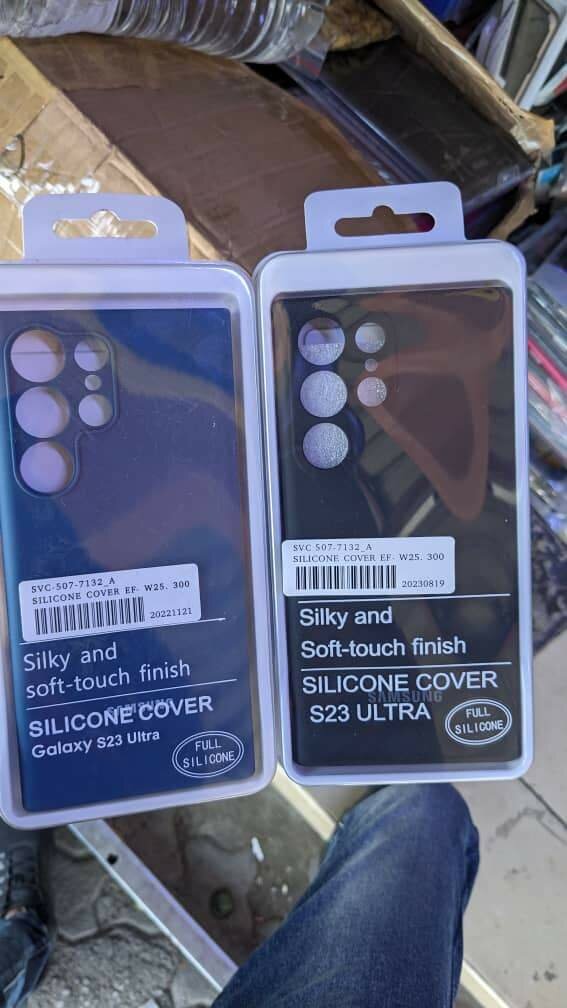 SVC-507-7132_A
SILICONE COVER EF- W25. 300
20221121
Silky and
soft-touch finish
SAMSUNG
SILICONE COVER
Galaxy S23 Ultra
FULL
SILICONE
SVC-507-7132_A
SILICONE COVER EF- W25. 300
20230819
Silky and
Soft-touch finish
SILICONE COVER
SAMSUNG
S23 ULTRA
FULL
SILICONE